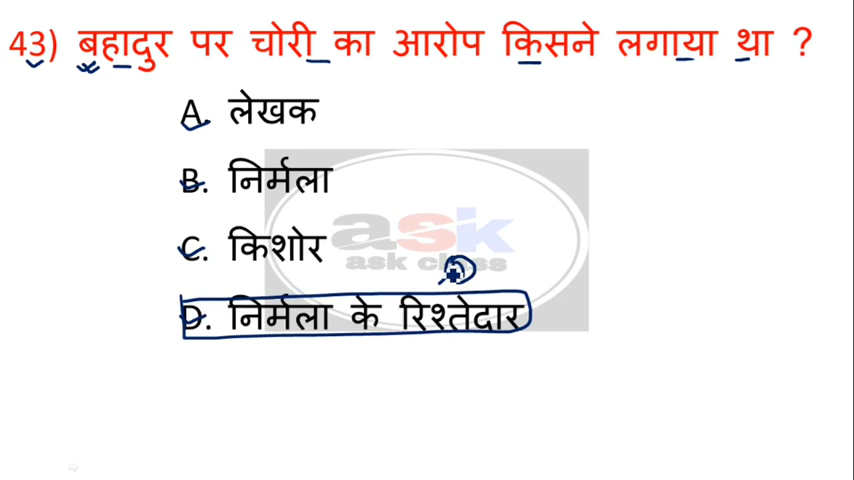 43) बहादुर पर चोरी का आरोप किसने लगाया था ?
A. लेखक
B. निर्मला
C. किशोर
ask
ask class
D. निर्मला के रिश्तेदार